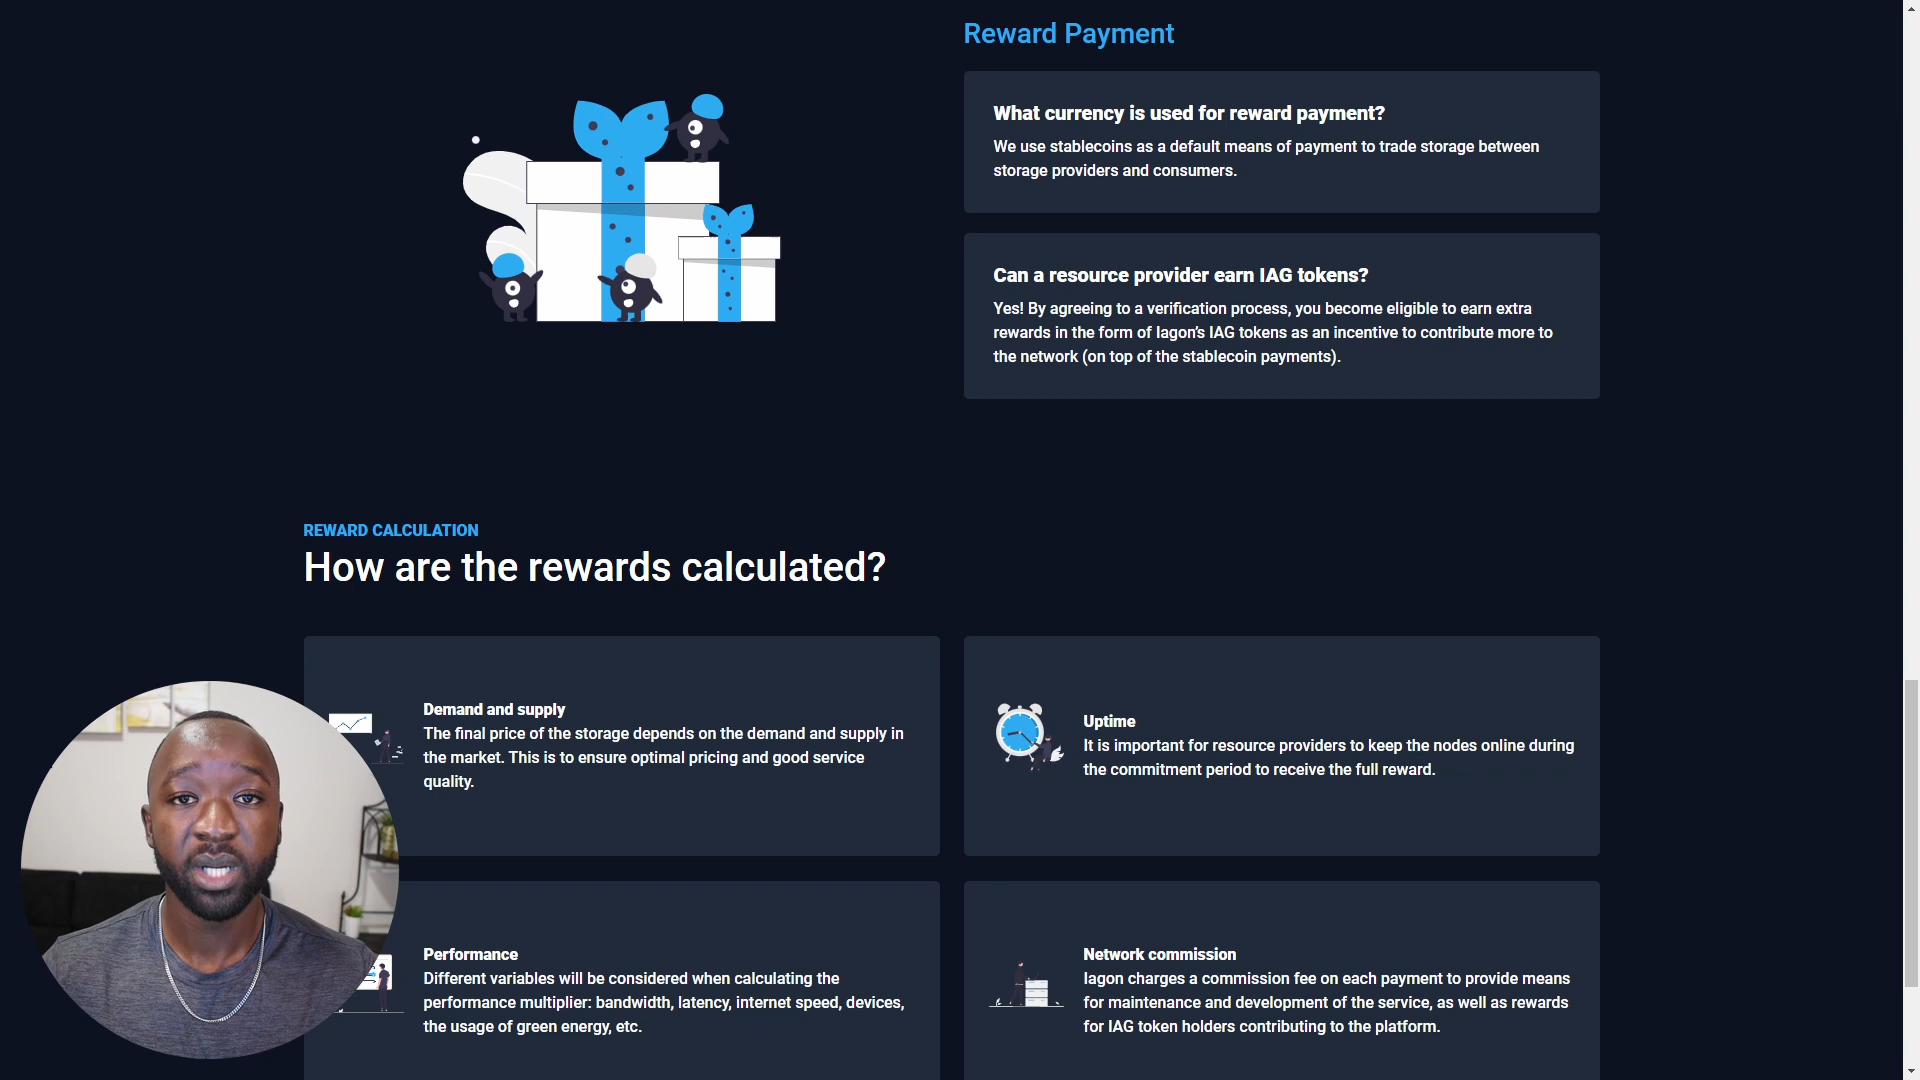 Reward Payment
What currency is used for reward payment?
We use stablecoins as a default means of payment to trade storage between
storage providers and consumers.
Can a resource provider earn IAG tokens?
Yes! By agreeing to a verification process, you become eligible to earn extra
rewards in the form of Iagon’s IAG tokens as an incentive to contribute more to
the network (on top of the stablecoin payments).
REWARD CALCULATION
How are the rewards calculated?
Demand and supply
The final price of the storage depends on the demand and supply in
the market. This is to ensure optimal pricing and good service
quality.
Uptime
It is important for resource providers to keep the nodes online during
the commitment period to receive the full reward.
Performance
Different variables will be considered when calculating the
performance multiplier: bandwidth, latency, internet speed, devices,
the usage of green energy, etc.
Network commission
Iagon charges a commission fee on each payment to provide means
for maintenance and development of the service, as well as rewards
for IAG token holders contributing to the platform.